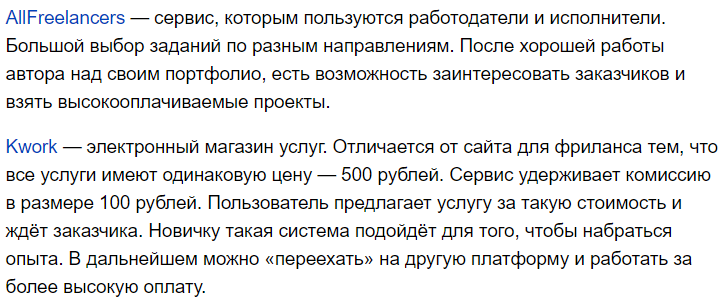 AllFreelancers — сервис, которым пользуются работодатели и исполнители.
Большой выбор заданий по разным направлениям. После хорошей работы
автора над своим портфолио, есть возможность заинтересовать заказчиков и
взять высокооплачиваемые проекты.
Kwork — электронный магазин услуг. Отличается от сайта для фриланса тем, что
все услуги имеют одинаковую цену — 500 рублей. Сервис удерживает комиссию
в размере 100 рублей. Пользователь предлагает услугу за такую стоимость и
ждёт заказчика. Новичку такая система подойдёт для того, чтобы набраться
опыта. В дальнейшем можно «переехать» на другую платформу и работать за
более высокую оплату.